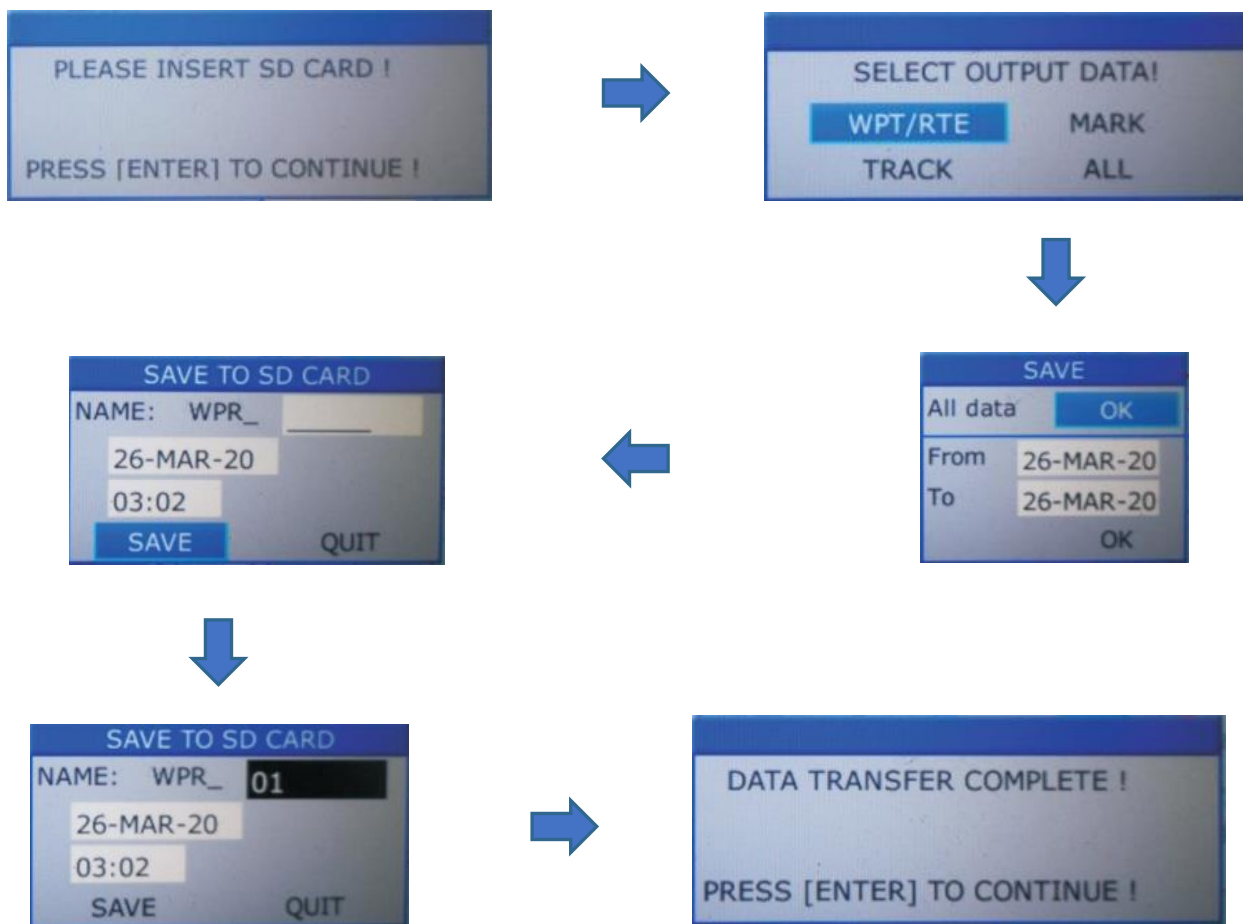 PLEASE INSERT SD CARD !
PRESS [ENTER] TO CONTINUE !
SELECT OUTPUT DATA!
WPT/RTE MARK
TRACK ALL
SAVE
All data OK
From 26-MAR-20
To 26-MAR-20
OK
SAVE TO SD CARD
NAME: WPR_ ______
26-MAR-20
03:02
SAVE QUIT
SAVE TO SD CARD
NAME: WPR_ 01
26-MAR-20
03:02
SAVE QUIT
DATA TRANSFER COMPLETE !
PRESS [ENTER] TO CONTINUE !